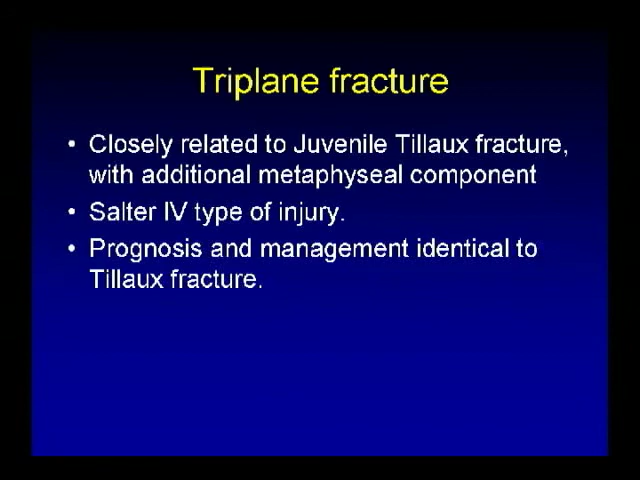 Triplane fracture
• Closely related to Juvenile Tillaux fracture,
with additional metaphyseal component
• Salter IV type of injury.
• Prognosis and management identical to
Tillaux fracture.